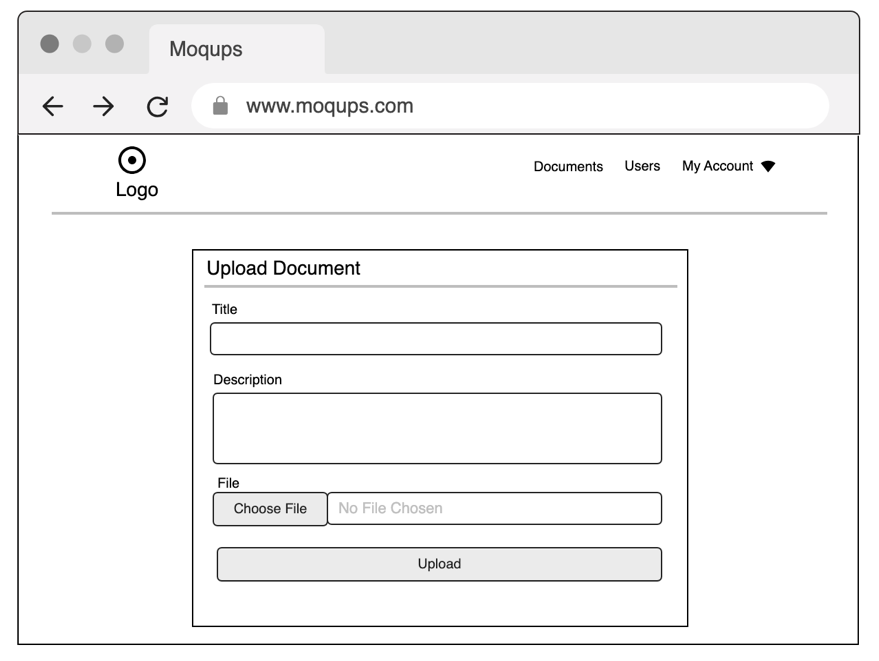 Moqups
www.moqups.com
Logo
Documents Users My Account
Upload Document
Title
Description
File
Choose File No File Chosen
Upload